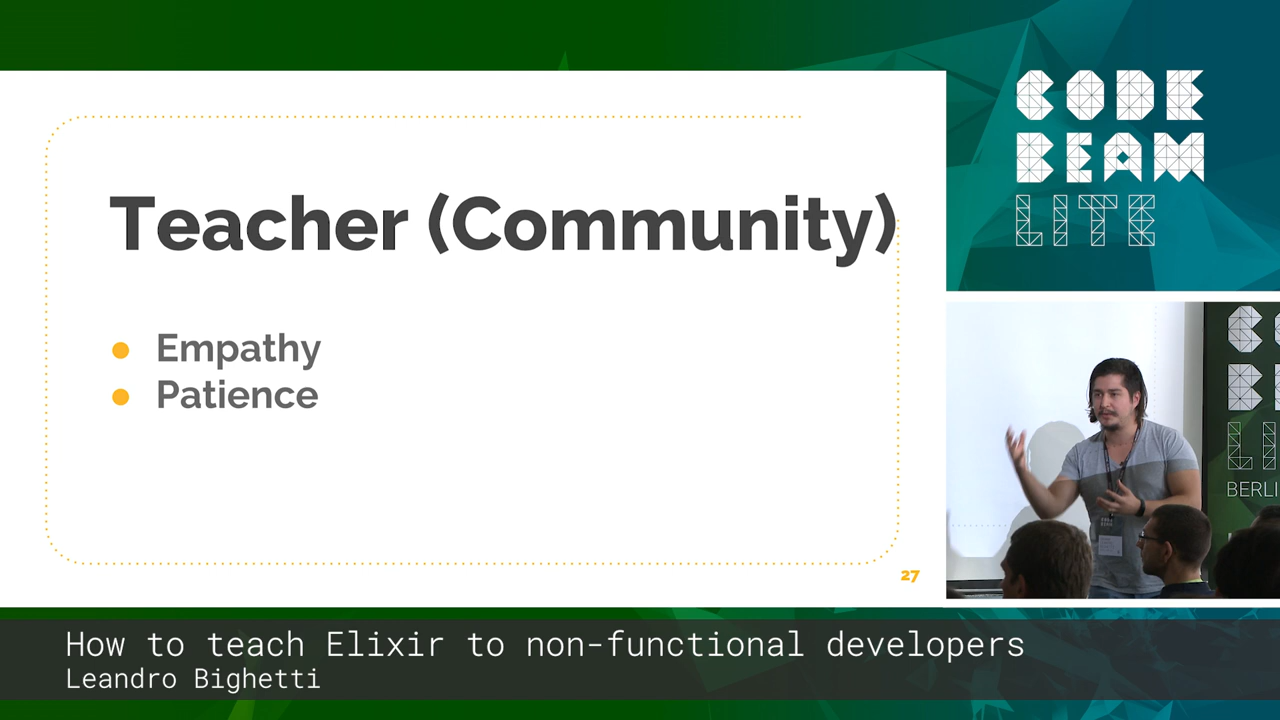 Teacher (Community)
Empathy
Patience
27
CODE
BEAM
LITE
BERLI
How to teach Elixir to non-functional developers
Leandro Bighetti